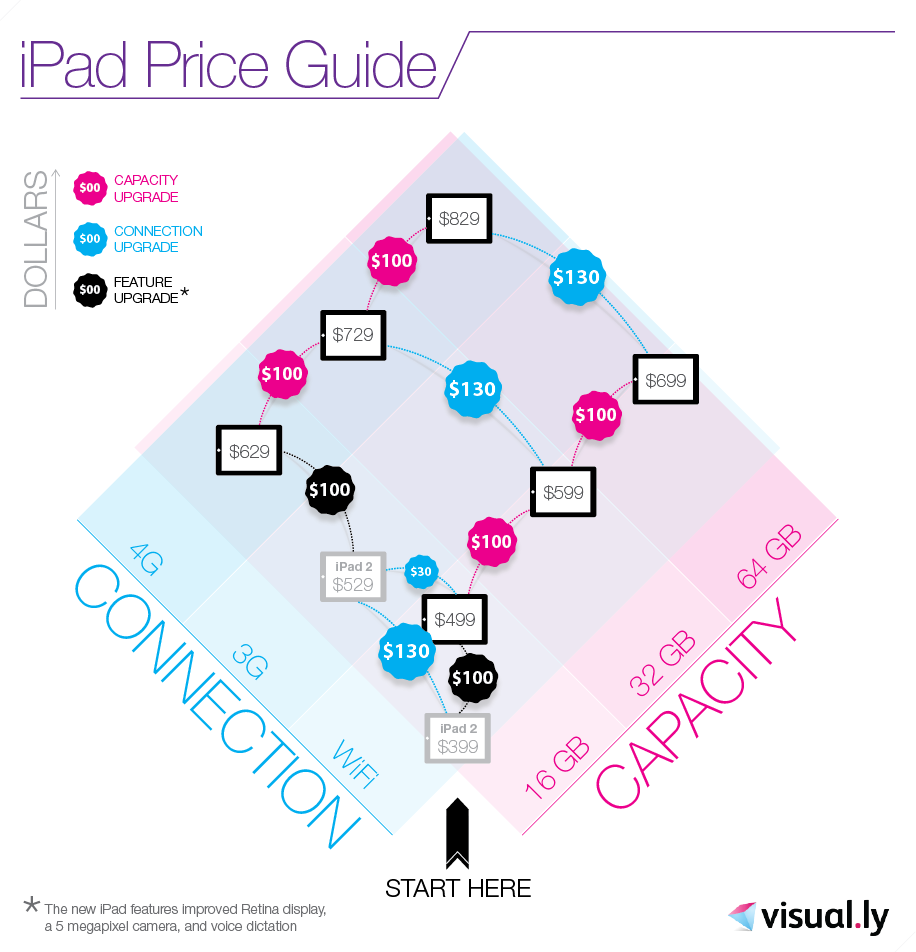 iPad Price Guide
DOLLARS
$00 CAPACITY
UPGRADE
$00 CONNECTION
UPGRADE
$00 FEATURE
UPGRADE*
$829
$100
$130
$729
$100
$130
$699
$100
$629
$100
$599
$100
iPad 2
$529
$30
$499
$130
$100
iPad 2
$399
4G
3G
WiFi
CONNECTION
64 GB
32 GB
16 GB
CAPACITY
START HERE
* The new iPad features improved Retina display,
a 5 megapixel camera, and voice dictation
visual.ly